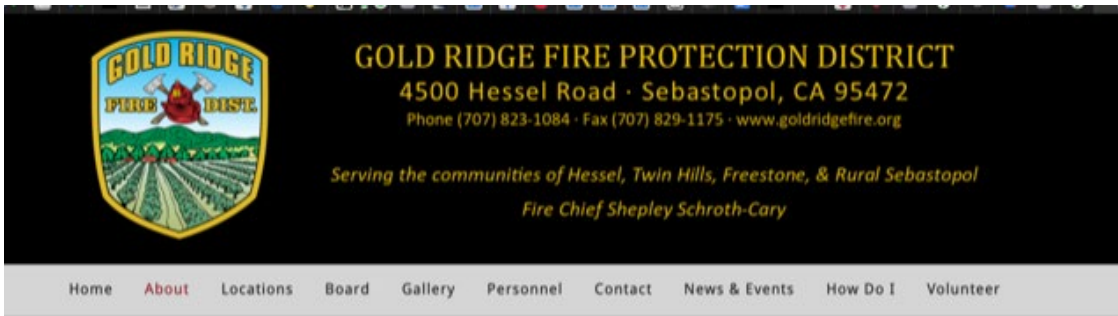 GOLD RIDGE
FIRE DIST.
GOLD RIDGE FIRE PROTECTION DISTRICT
4500 Hessel Road · Sebastopol, CA 95472
Phone (707) 823-1084 · Fax (707) 829-1175 · www.goldridgefire.org
Serving the communities of Hessel, Twin Hills, Freestone, & Rural Sebastopol
Fire Chief Shepley Schroth-Cary
Home About Locations Board Gallery Personnel Contact News & Events How Do I Volunteer